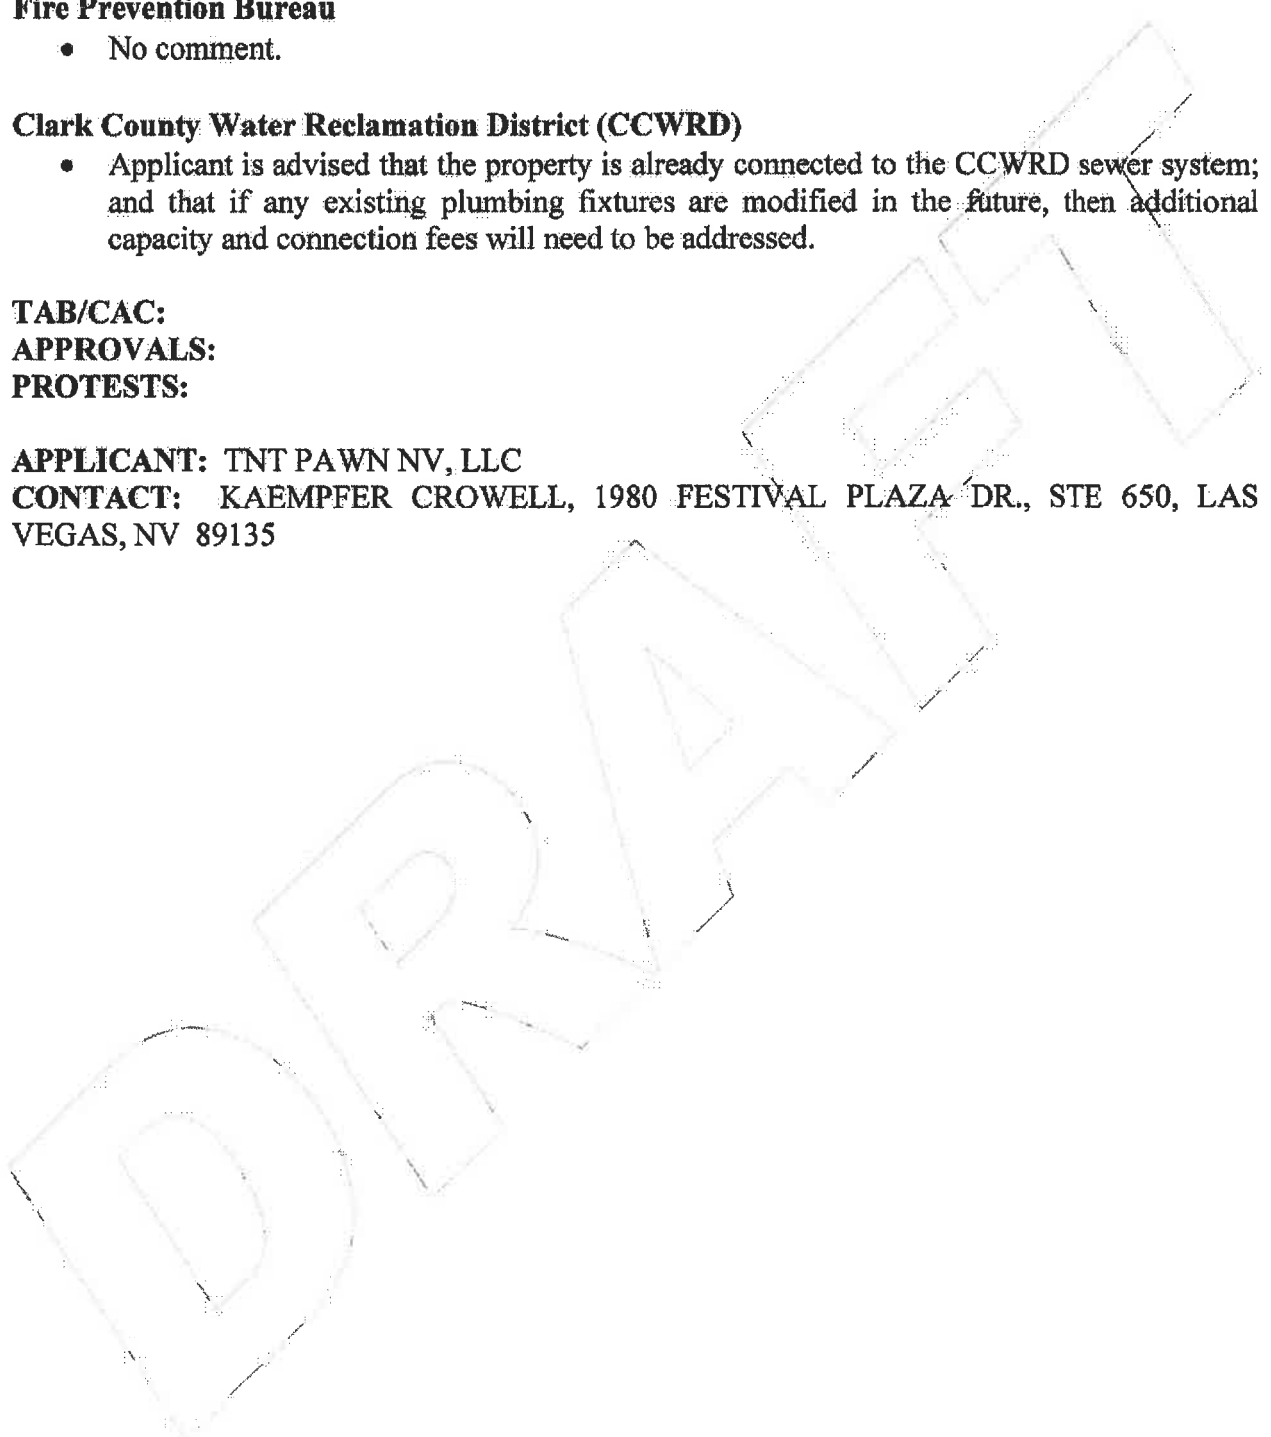 Fire Prevention Bureau
• No comment.
Clark County Water Reclamation District (CCWRD)
• Applicant is advised that the property is already connected to the CCWRD sewer system;
and that if any existing plumbing fixtures are modified in the future, then additional
capacity and connection fees will need to be addressed.
TAB/CAC:
APPROVALS:
PROTESTS:
APPLICANT: TNT PAWN NV, LLC
CONTACT: KAEMPFER CROWELL, 1980 FESTIVAL PLAZA DR., STE 650, LAS
VEGAS, NV 89135
DRAFT